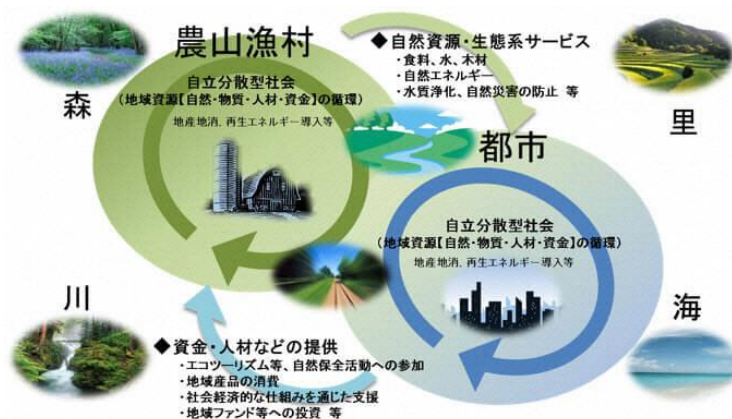 農山漁村
森
自立分散型社会
(地域資源【自然・物質・人材・資金】の循環)
地産地消、再生エネルギー導入等
◆自然資源・生態系サービス
・食料、水、木材
・自然エネルギー
・水質浄化、自然災害の防止 等
里
都市
自立分散型社会
(地域資源【自然・物質・人材・資金】の循環)
地産地消、再生エネルギー導入等
川
海
◆資金・人材などの提供
・エコツーリズム等、自然保全活動への参加
・地域産品の消費
・社会経済的な仕組みを通じた支援
・地域ファンド等への投資 等